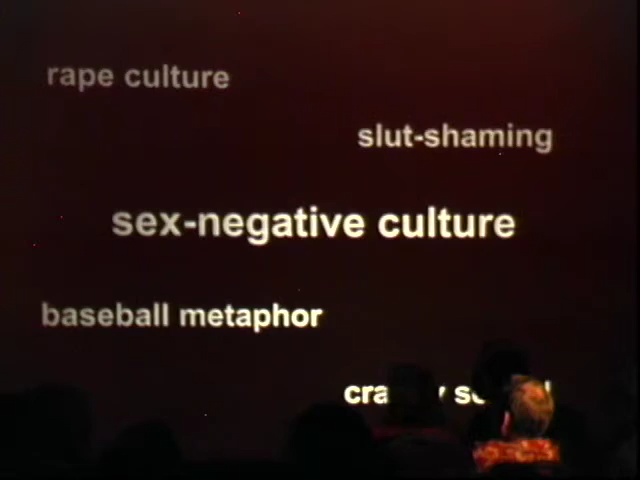 rape culture
slut-shaming
sex-negative culture
baseball metaphor